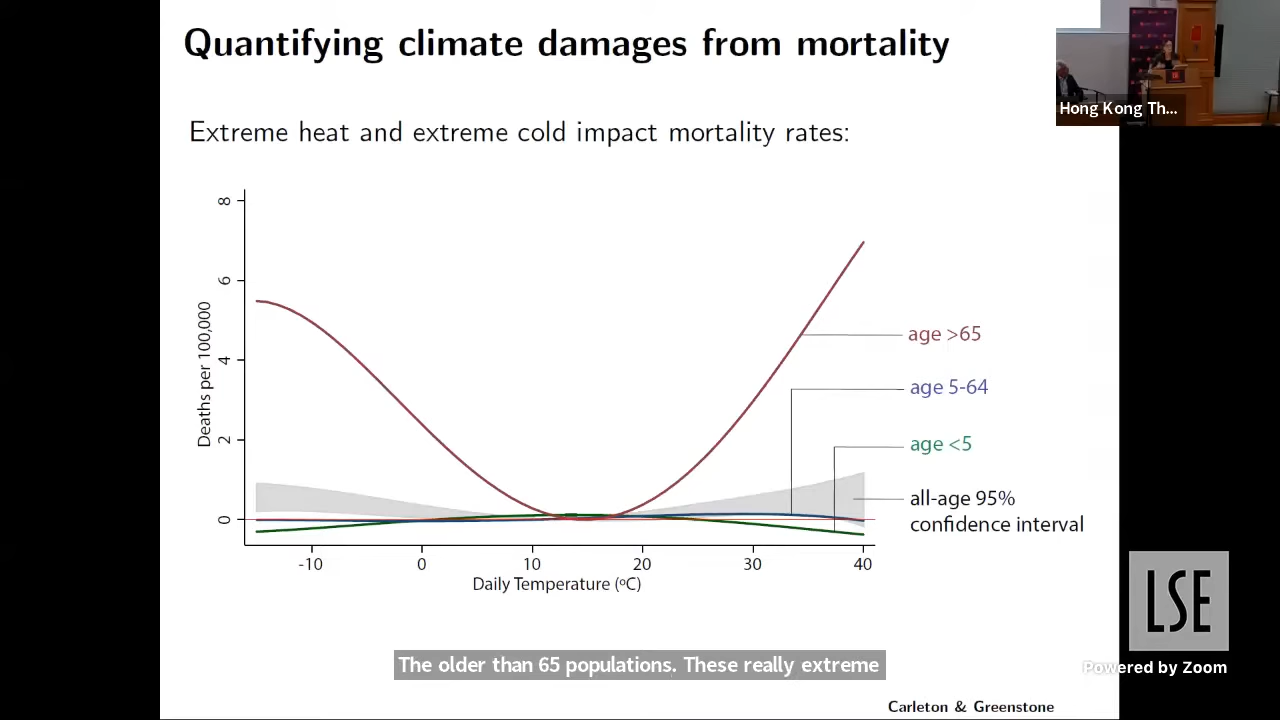 Quantifying climate damages from mortality
Hong Kong Th...
Extreme heat and extreme cold impact mortality rates:
8
6
4
2
0
Deaths per 100,000
-10
0
10
20
30
40
Daily Temperature (ºC)
age >65
age 5-64
age <5
all-age 95%
confidence interval
LSE
The older than 65 populations. These really extreme
Powered by Zoom
Carleton & Greenstone